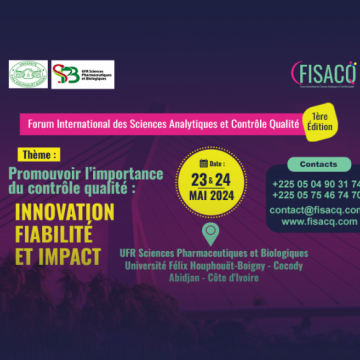 UFR Sciences
Pharmaceutiques
et Biologiques
FISACQ
Forum International des Sciences Analytiques et Contrôle Qualité
1ère
Édition
Thème :
Promouvoir l'importance
du contrôle qualité :
INNOVATION
FIABILITÉ
ET IMPACT
Date :
23 & 24
MAI 2024
Contacts
+225 05 04 90 31 74
+225 05 75 46 74 70
contact@fisacq.com
www.fisacq.com
UFR Sciences Pharmaceutiques et Biologiques
Université Félix Houphouët-Boigny - Cocody
Abidjan - Côte d'Ivoire